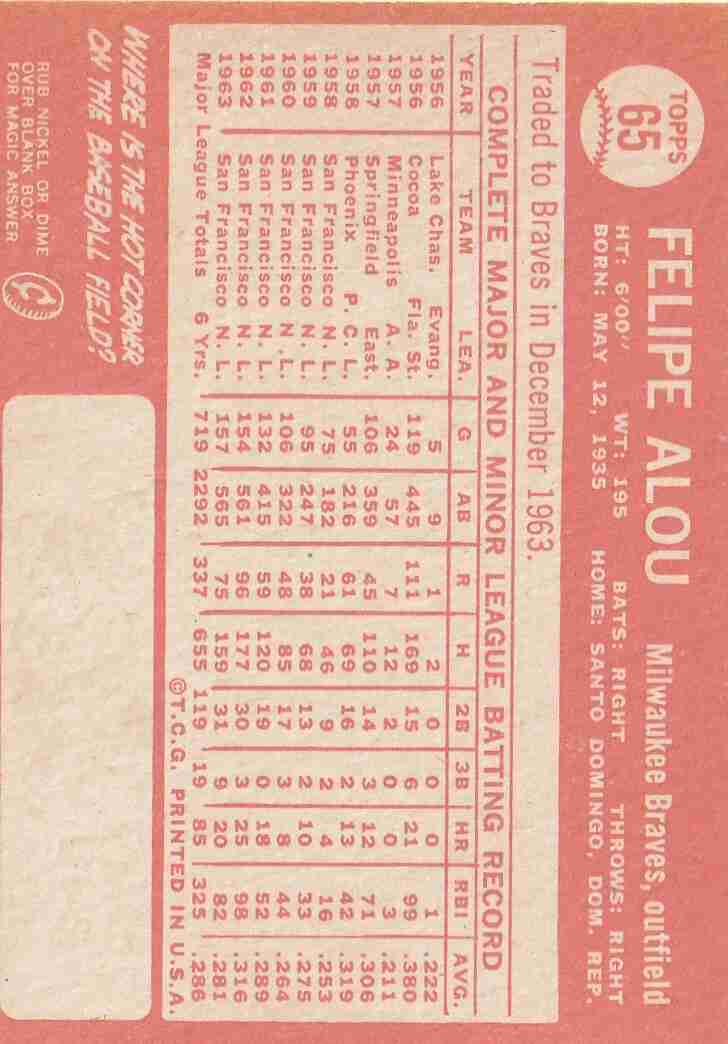 TOPPS
65
FELIPE ALOU Milwaukee Braves, outfield
HT: 6'00" WT: 195 BATS: RIGHT THROWS: RIGHT
BORN: MAY 12, 1935 HOME: SANTO DOMINGO, DOM. REP.
Traded to Braves in December 1963.
COMPLETE MAJOR AND MINOR LEAGUE BATTING RECORD
YEAR TEAM LEA. G AB R H 2B 3B HR RBI AVG.
1956 Lake Chas. Evang. 5 9 1 2 0 0 0 1 .222
1956 Cocoa Fla. St. 119 445 111 169 15 6 21 99 .380
1957 Minneapolis A. A. 24 57 7 12 2 0 0 3 .211
1957 Springfield East. 106 359 45 110 14 3 12 71 .306
1958 Phoenix P. C. L. 55 216 61 69 16 2 13 42 .319
1958 San Francisco N. L. 75 182 21 46 9 2 4 16 .253
1959 San Francisco N. L. 95 247 38 68 13 2 10 33 .275
1960 San Francisco N. L. 106 322 48 85 17 3 8 44 .264
1961 San Francisco N. L. 132 415 59 120 19 0 18 52 .289
1962 San Francisco N. L. 154 561 96 177 30 3 25 98 .316
1963 San Francisco N. L. 157 565 75 159 31 9 20 82 .281
Major League Totals 6 Yrs. 719 2292 337 655 119 19 85 325 .286
©T.C.G. PRINTED IN U.S.A.
WHERE IS THE HOT CORNER
ON THE BASEBALL FIELD?
RUB NICKEL OR DIME
OVER BLANK BOX
FOR MAGIC ANSWER